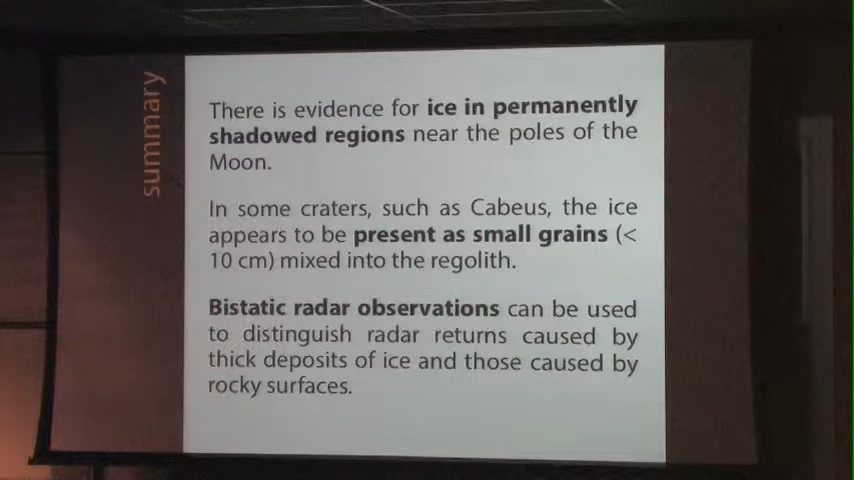 summary
There is evidence for ice in permanently
shadowed regions near the poles of the
Moon.
In some craters, such as Cabeus, the ice
appears to be present as small grains (<
10 cm) mixed into the regolith.
Bistatic radar observations can be used
to distinguish radar returns caused by
thick deposits of ice and those caused by
rocky surfaces.